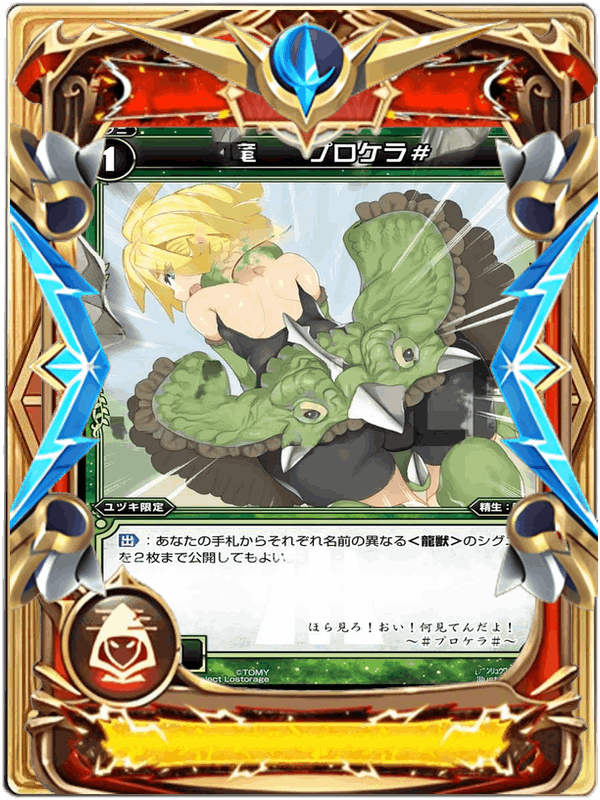 1
プロケラ＃
ユヅキ限定
精生：
出：あなたの手札からそれぞれ名前の異なる＜龍獣＞のシグ
を２枚まで公開してもよい
ほら見ろ！おい！何見てんだよ！
～＃プロケラ＃～
©TOMY
ject Lostorage